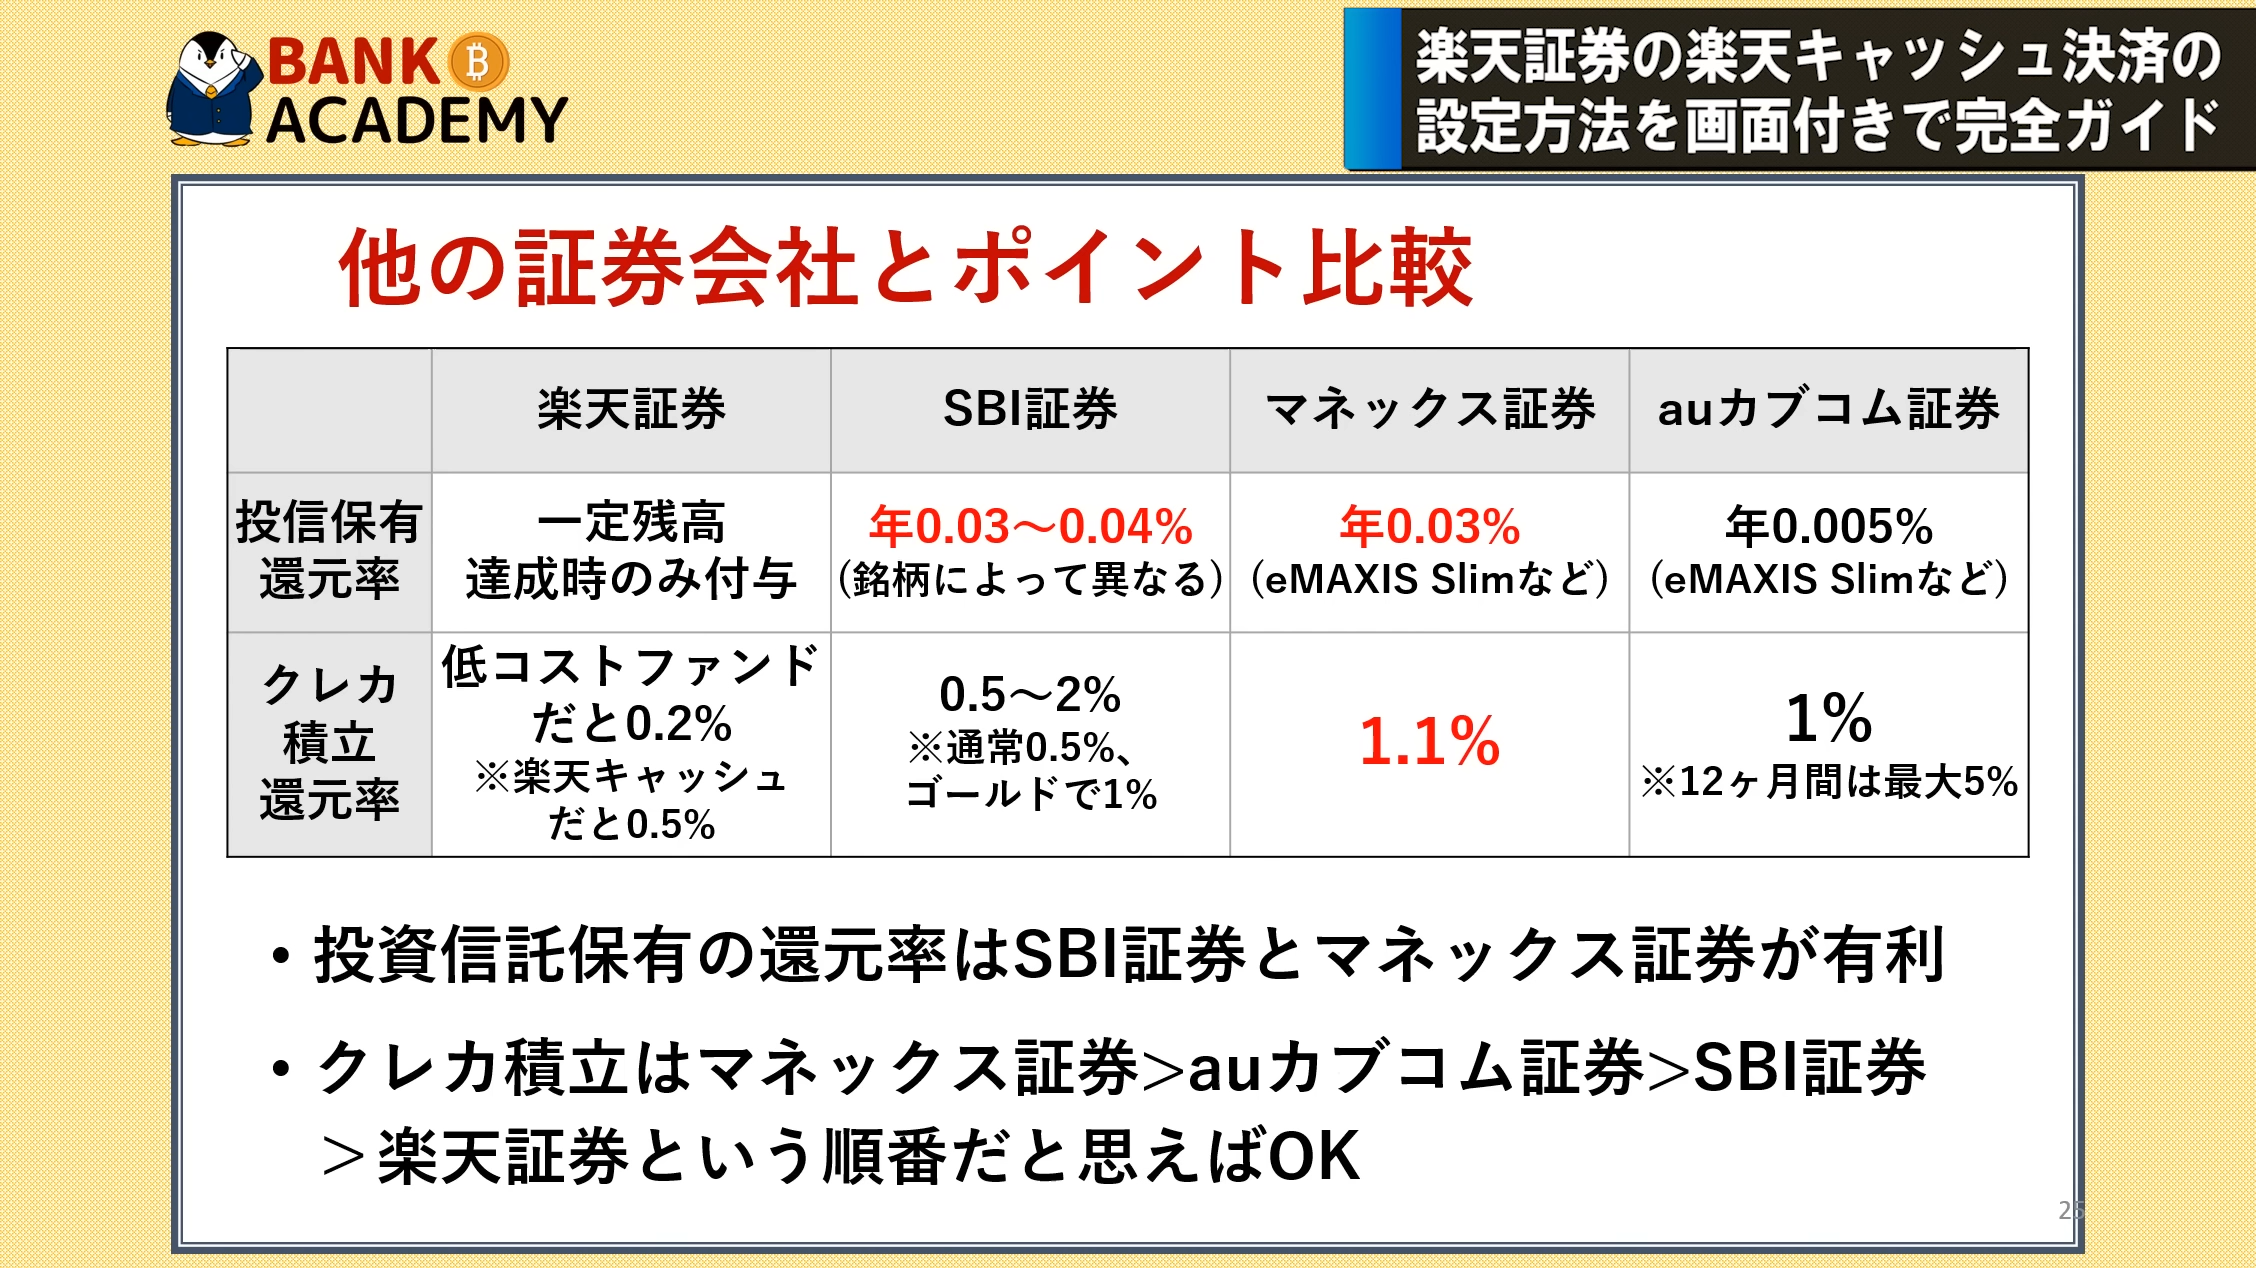 BANK
ACADEMY
楽天証券の楽天キャッシュ決済の
設定方法を画面付きで完全ガイド
他の証券会社とポイント比較
楽天証券
SBI証券
マネックス証券
auカブコム証券
投信保有
還元率
一定残高
達成時のみ付与
年0.03〜0.04%
(銘柄によって異なる)
年0.03%
(eMAXIS Slimなど)
年0.005%
(eMAXIS Slimなど)
クレカ
積立
還元率
低コストファンド
だと0.2%
※楽天キャッシュ
だと0.5%
0.5〜2%
※通常0.5%、
ゴールドで1%
1.1%
1%
※12ヶ月間は最大5%
・投資信託保有の還元率はSBI証券とマネックス証券が有利
・クレカ積立はマネックス証券>auカブコム証券>SBI証券
＞楽天証券という順番だと思えばOK
25